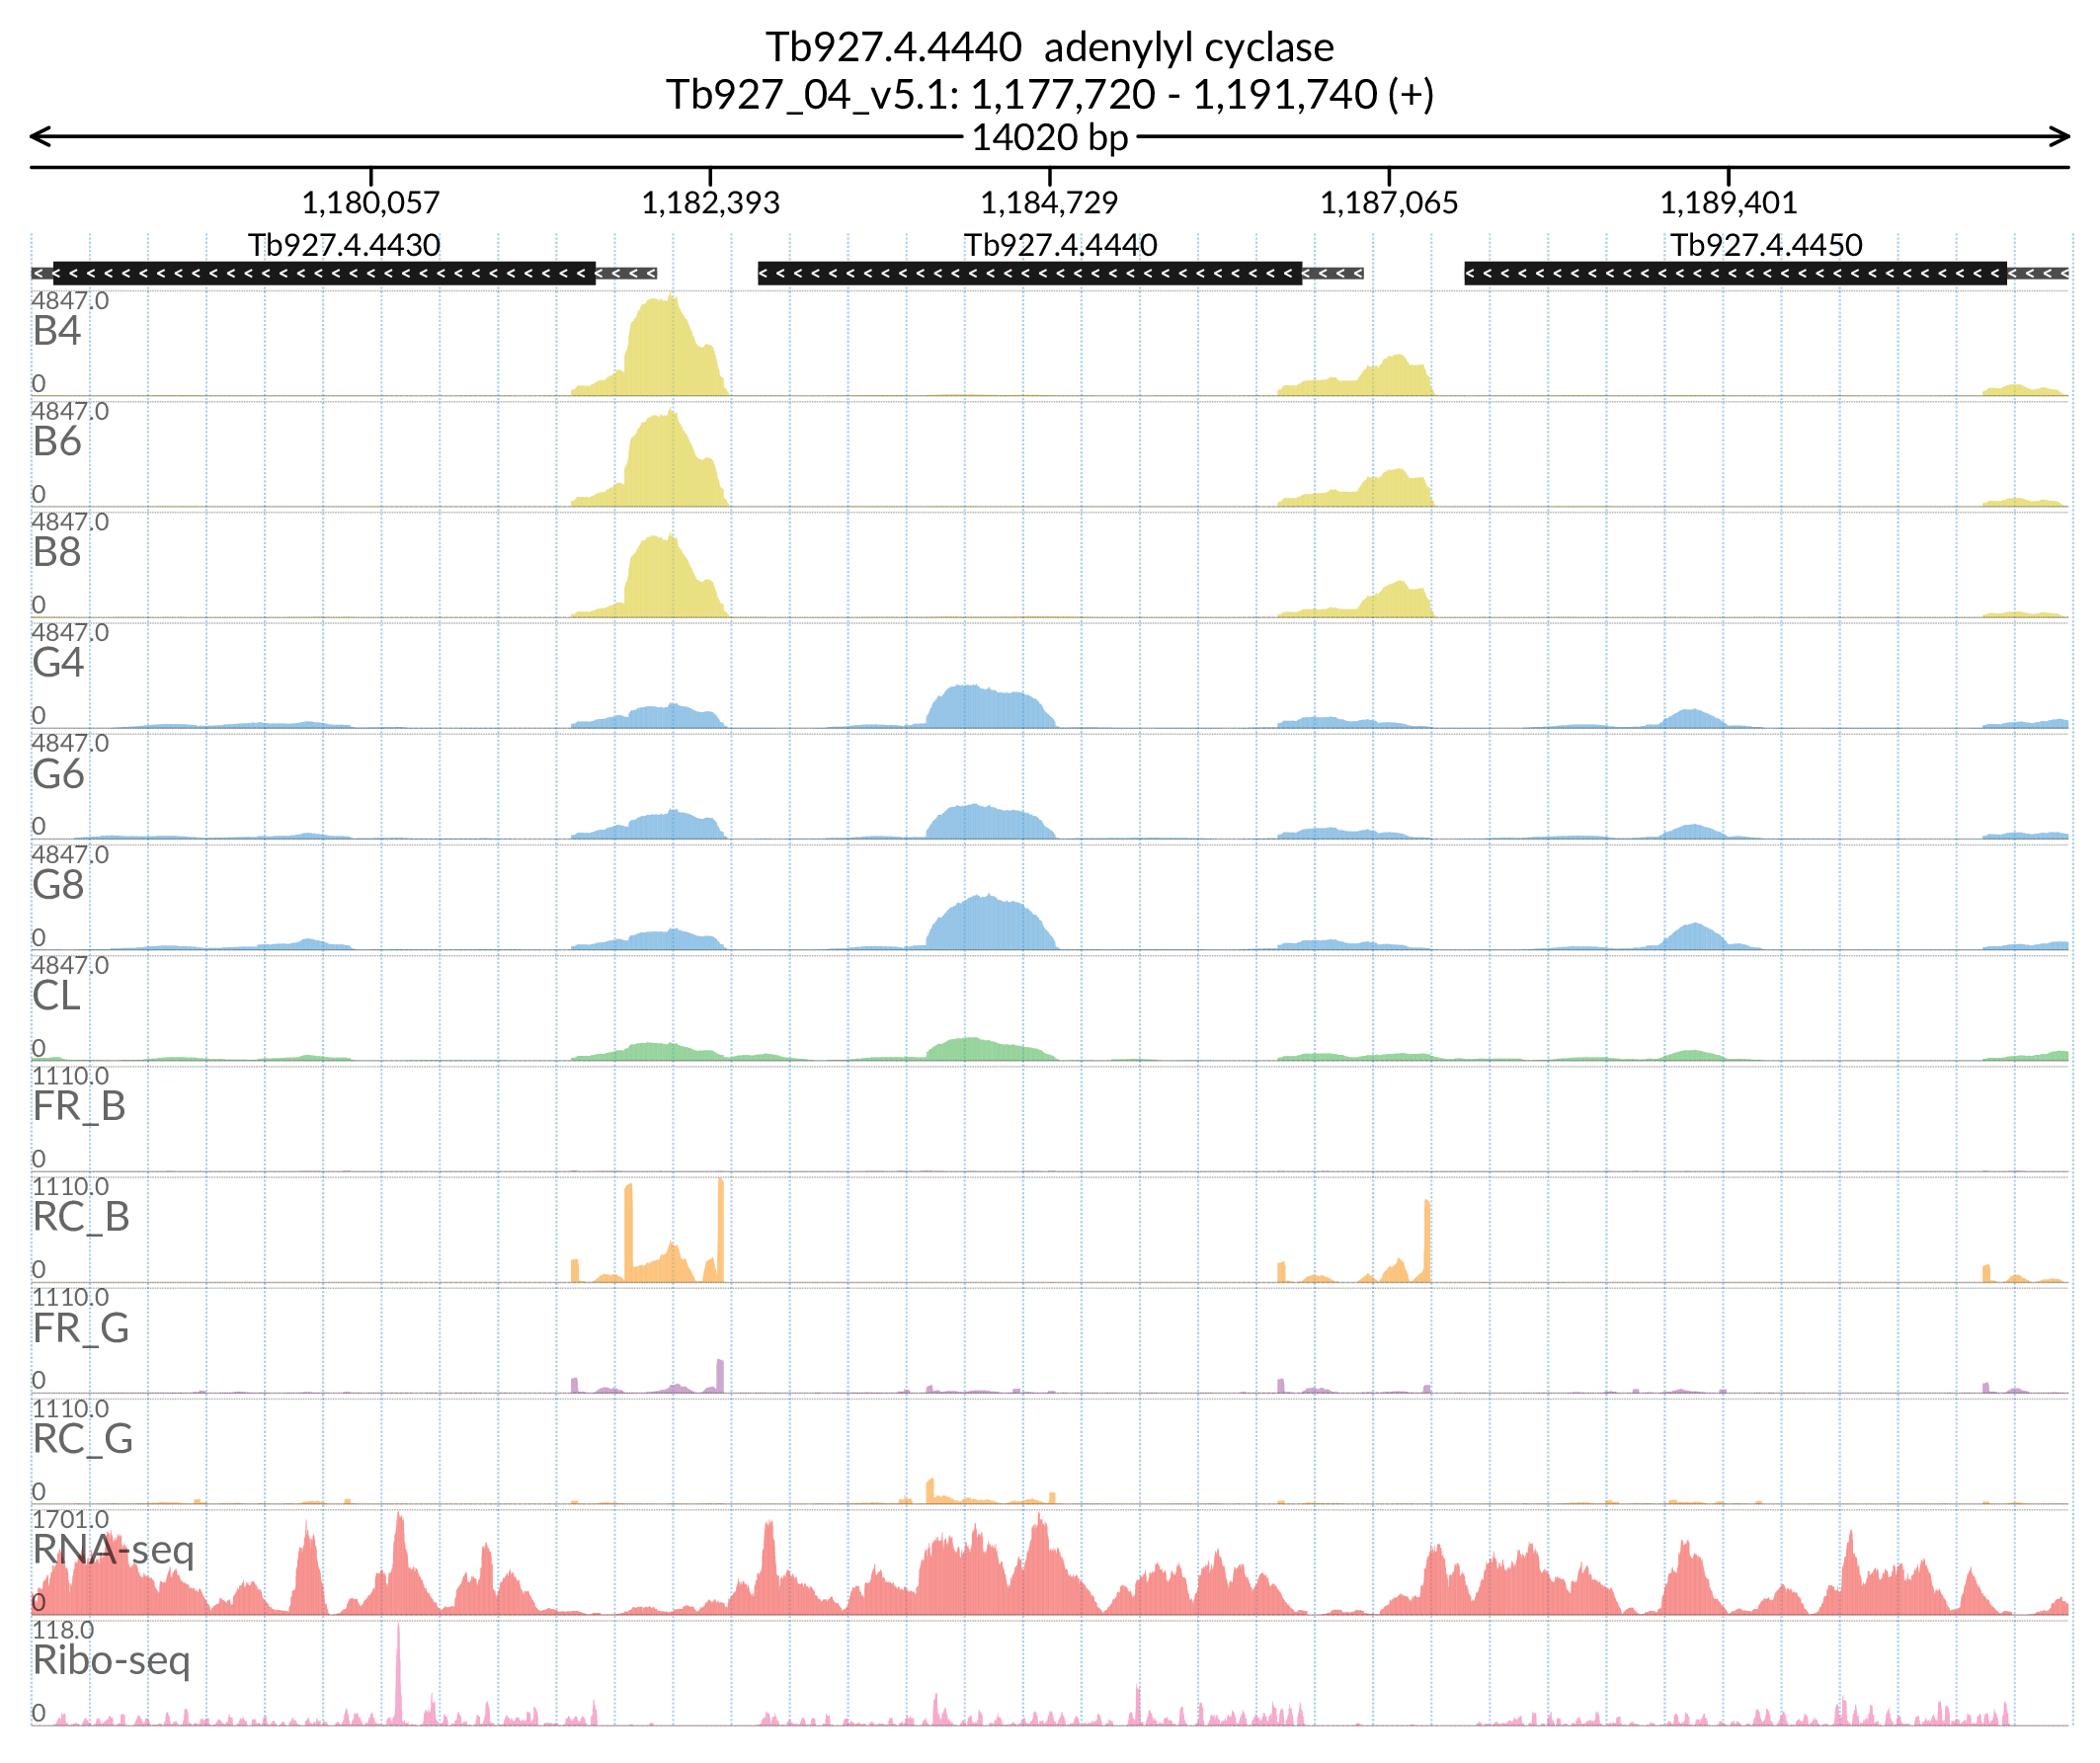 Tb927.4.4440  adenylyl cyclase
Tb927_04_v5.1: 1,177,720 - 1,191,740 (+)
14020 bp
1,180,057 1,182,393 1,184,729 1,187,065 1,189,401
Tb927.4.4430 Tb927.4.4440 Tb927.4.4450
4847.0
B4
0
4847.0
B6
0
4847.0
B8
0
4847.0
G4
0
4847.0
G6
0
4847.0
G8
0
4847.0
CL
0
1110.0
FR_B
0
1110.0
RC_B
0
1110.0
FR_G
0
1110.0
RC_G
0
1701.0
RNA-seq
0
118.0
Ribo-seq
0